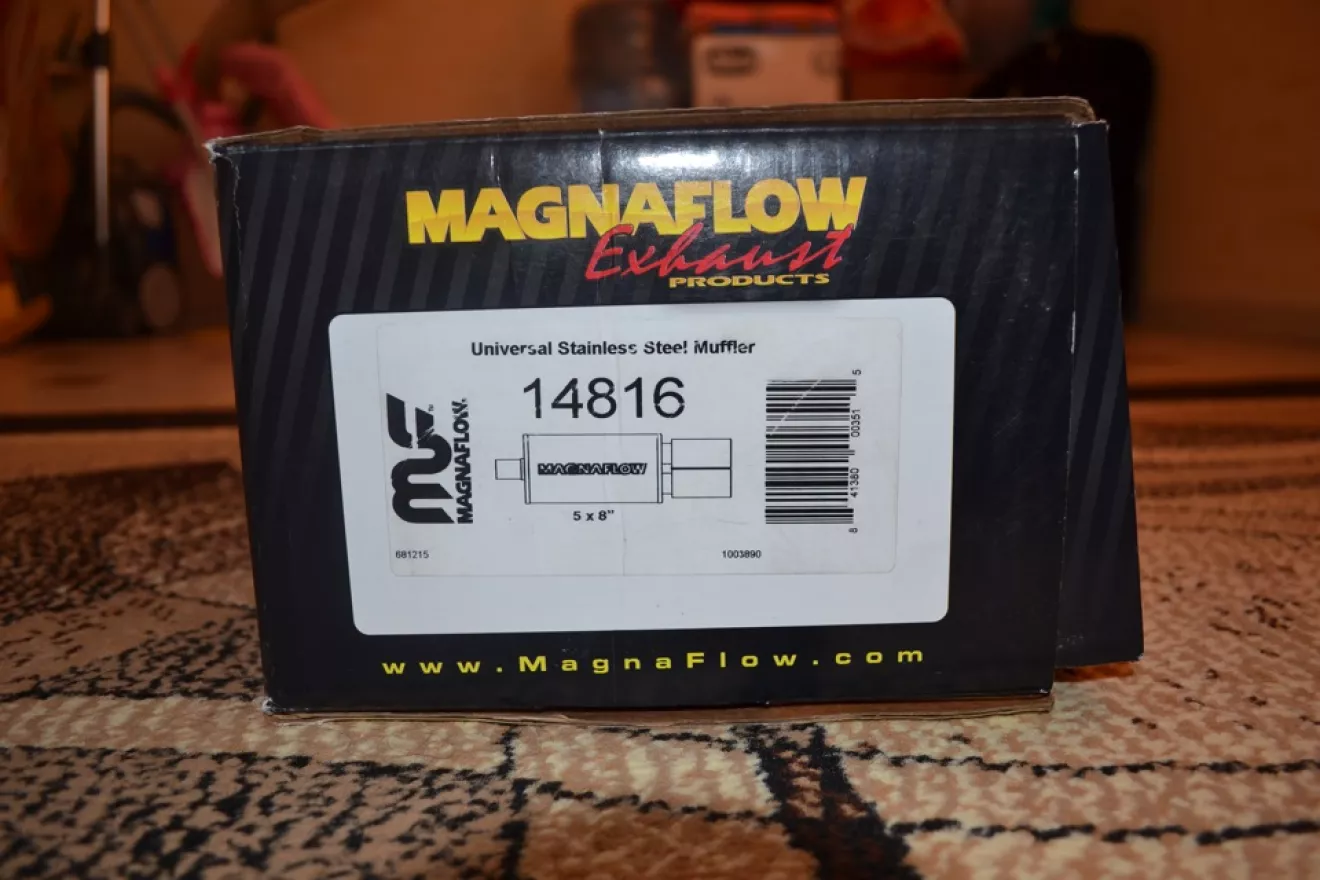 MAGNAFLOW
Exhaust
PRODUCTS
Universal Stainless Steel Muffler
14816
MF™
MAGNAFLOW®
MAGNAFLOW
5 x 8"
8 41380 00351 5
681215
1003890
www.MagnaFlow.com